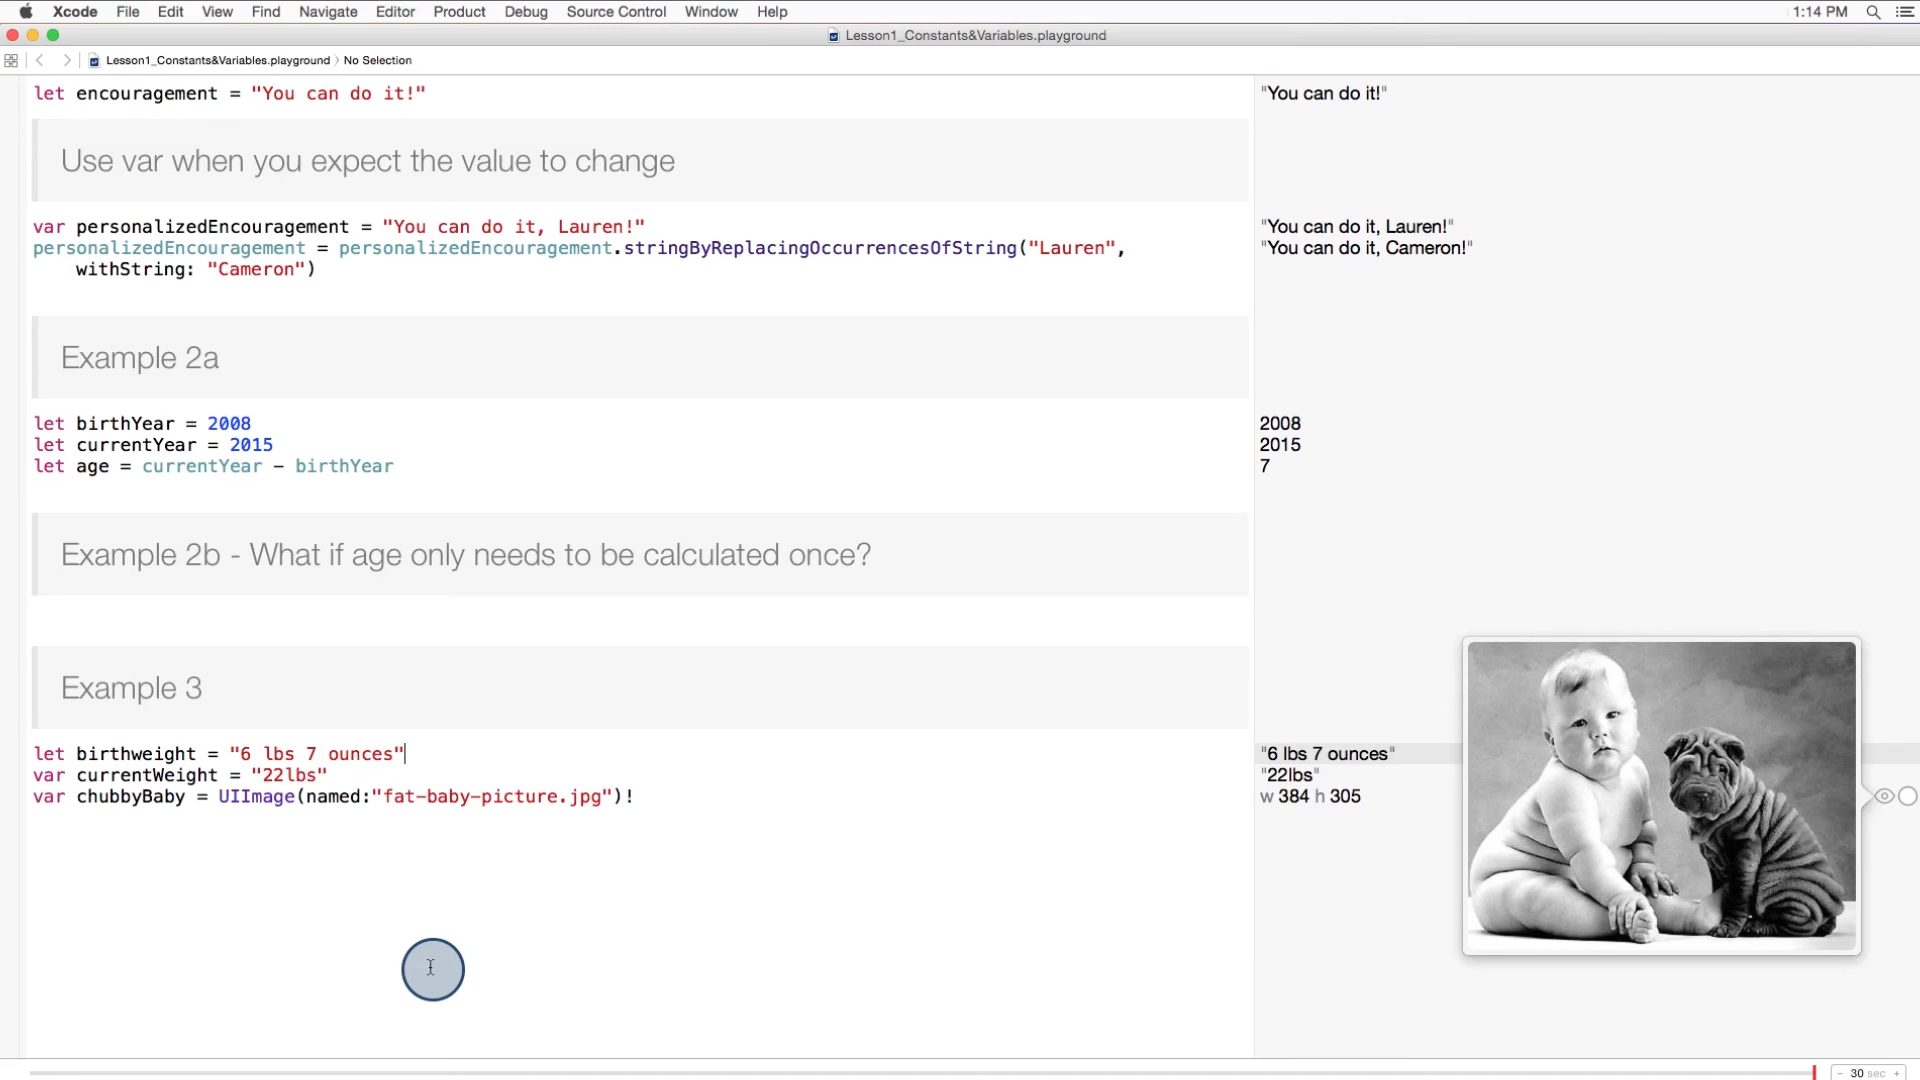 Xcode File Edit View Find Navigate Editor Product Debug Source Control Window Help 1:14 PM
Lesson1_Constants&Variables.playground
Lesson1_Constants&Variables.playground No Selection
let encouragement = "You can do it!" "You can do it!"
Use var when you expect the value to change
var personalizedEncouragement = "You can do it, Lauren!" "You can do it, Lauren!"
personalizedEncouragement = personalizedEncouragement.stringByReplacingOccurrencesOfString("Lauren", "You can do it, Cameron!"
withString: "Cameron")
Example 2a
let birthYear = 2008 2008
let currentYear = 2015 2015
let age = currentYear - birthYear 7
Example 2b - What if age only needs to be calculated once?
Example 3
let birthweight = "6 lbs 7 ounces" "6 lbs 7 ounces"
var currentWeight = "22lbs" "22lbs"
var chubbyBaby = UIImage(named:"fat-baby-picture.jpg")! w 384 h 305
- 30 sec +